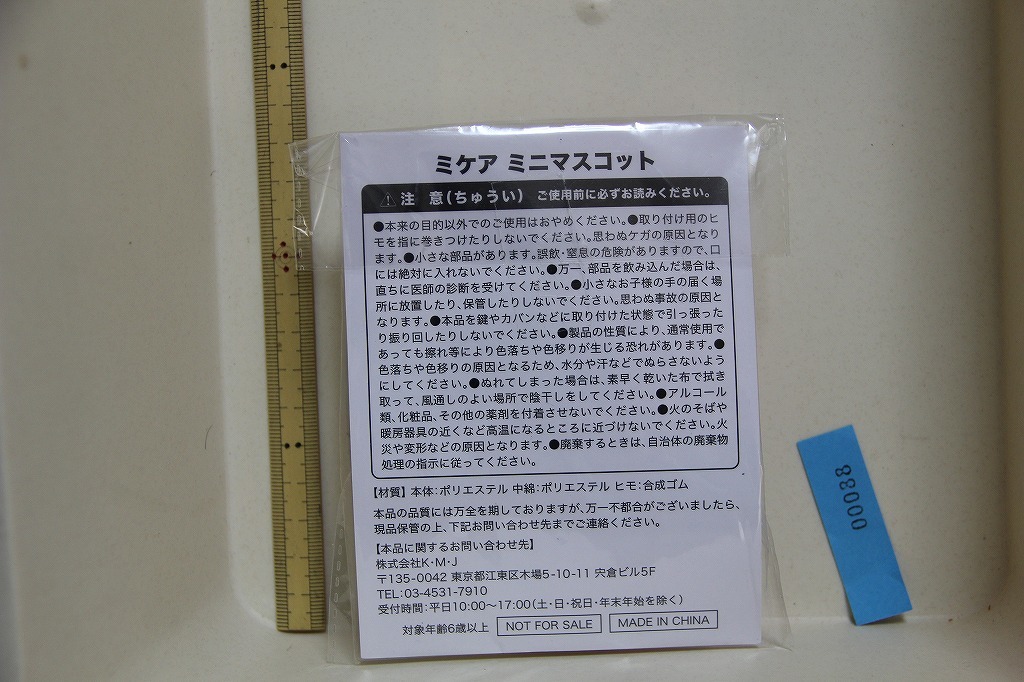 ミケア ミニマスコット
⚠注 意(ちゅうい) ご使用前に必ずお読みください。
●本来の目的以外でのご使用はおやめください。●取り付け用のヒ
モを指に巻きつけたりしないでください。思わぬケガの原因となり
ます。●小さな部品があります。誤飲・窒息の危険がありますので、口
には絶対に入れないでください。●万一、部品を飲み込んだ場合は、
直ちに医師の診断を受けてください。●小さなお子様の手の届く場
所に放置したり、保管したりしないでください。思わぬ事故の原因と
なります。●本品を鍵やカバンなどに取り付けた状態で引っ張った
り振り回したりしないでください。●製品の性質により、通常使用で
あっても擦れ等により色落ちや色移りが生じる恐れがあります。●
色落ちや色移りの原因となるため、水分や汗などでぬらさないよう
にしてください。●ぬれてしまった場合は、素早く乾いた布で拭き
取って、風通しのよい場所で陰干しをしてください。●アルコール
類、化粧品、その他の薬剤を付着させないでください。●火のそばや
暖房器具の近くなど高温になるところに近づけないでください。火
災や変形などの原因となります。●廃棄するときは、自治体の廃棄物
処理の指示に従ってください。
【材質】本体:ポリエステル 中綿:ポリエステル ヒモ:合成ゴム
本品の品質には万全を期しておりますが、万一不都合がございましたら、
現品保管の上、下記お問い合わせ先までご連絡ください。
【本品に関するお問い合わせ先】
株式会社K・M・J
〒135-0042 東京都江東区木場5-10-11 宍倉ビル5F
TEL:03-4531-7910
受付時間:平日10:00~17:00(土・日・祝日・年末年始を除く)
対象年齢6歳以上 NOT FOR SALE MADE IN CHINA
00088